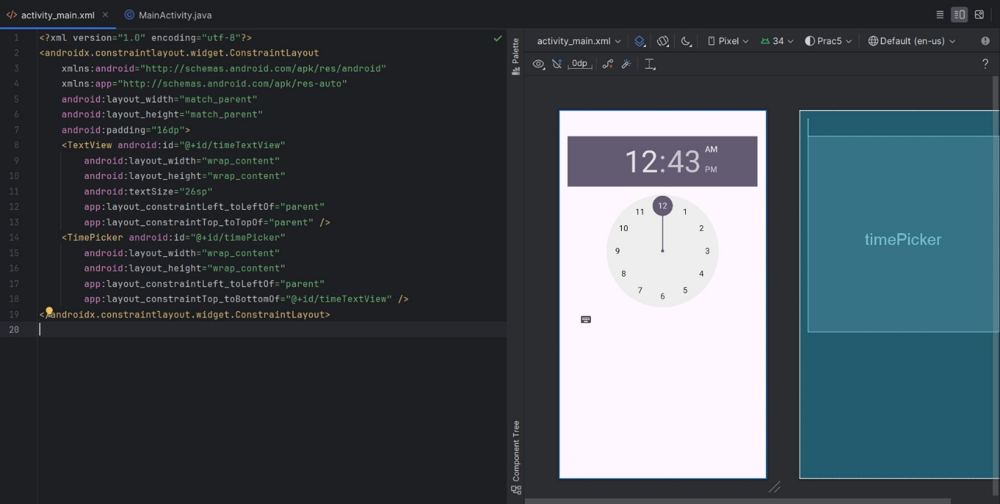 activity_main.xml
MainActivity.java
1 <?xml version="1.0" encoding="utf-8"?>
2 <androidx.constraintlayout.widget.ConstraintLayout
3 xmlns:android="http://schemas.android.com/apk/res/android"
4 xmlns:app="http://schemas.android.com/apk/res-auto"
5 android:layout_width="match_parent"
6 android:layout_height="match_parent"
7 android:padding="16dp">
8 <TextView android:id="@+id/timeTextView"
9 android:layout_width="wrap_content"
10 android:layout_height="wrap_content"
11 android:textSize="26sp"
12 app:layout_constraintLeft_toLeftOf="parent"
13 app:layout_constraintTop_toTopOf="parent" />
14 <TimePicker android:id="@+id/timePicker"
15 android:layout_width="wrap_content"
16 android:layout_height="wrap_content"
17 app:layout_constraintLeft_toLeftOf="parent"
18 app:layout_constraintTop_toBottomOf="@+id/timeTextView" />
19 </androidx.constraintlayout.widget.ConstraintLayout>
20
Palette
Component Tree
activity_main.xml Pixel 34 Prac5 Default (en-us)
0dp ?
12:43 AM PM
12
11 1
10 2
9 3
8 4
7 5
6
timePicker